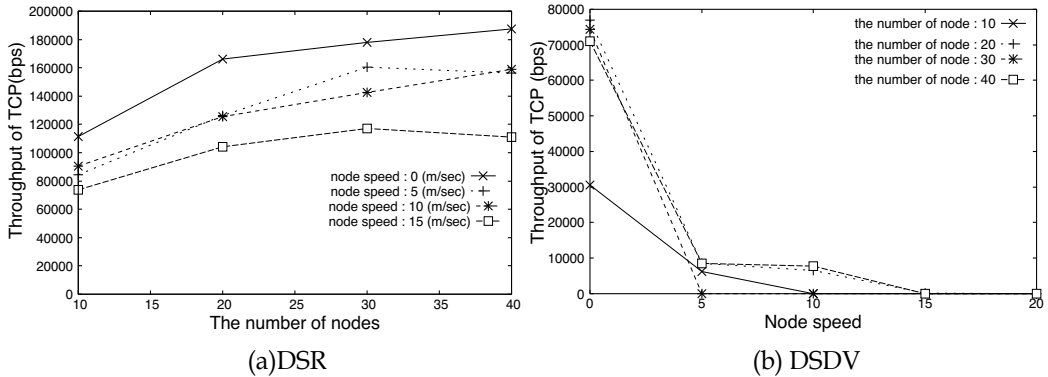 200000
180000
160000
140000
120000
100000
80000
60000
40000
20000
0
Throughput of TCP(bps)
node speed : 0 (m/sec)
node speed : 5 (m/sec)
node speed : 10 (m/sec)
node speed : 15 (m/sec)
10 15 20 25 30 35 40
The number of nodes
(a)DSR
80000
70000
60000
50000
40000
30000
20000
10000
0
Throughput of TCP (bps)
the number of node : 10
the number of node : 20
the number of node : 30
the number of node : 40
0 5 10 15 20
Node speed
(b) DSDV